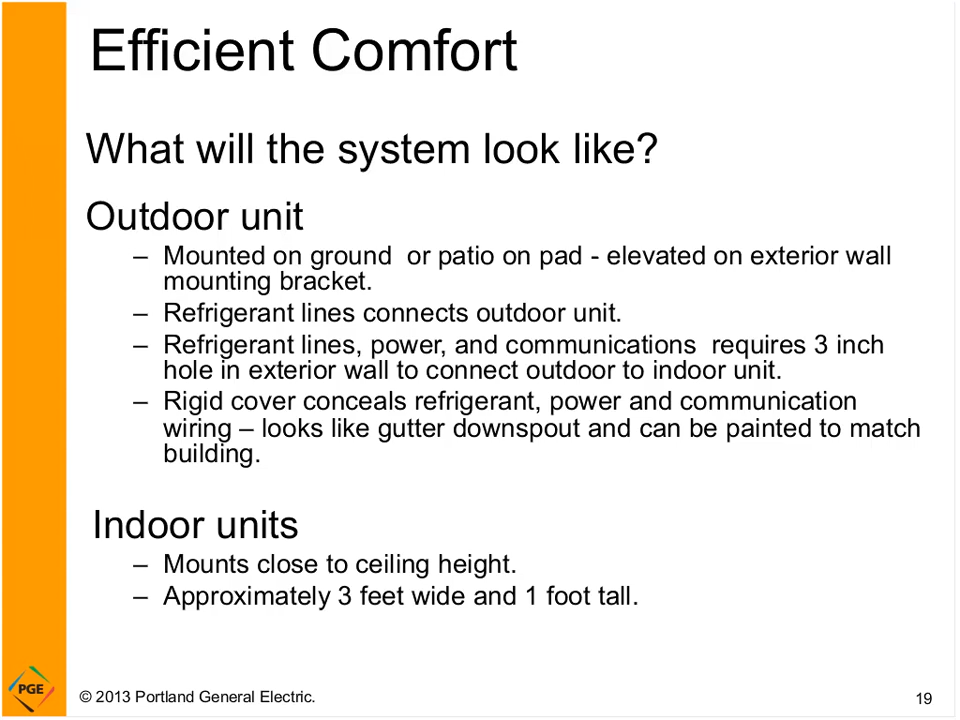 Efficient Comfort
What will the system look like?
Outdoor unit
– Mounted on ground  or patio on pad - elevated on exterior wall
mounting bracket.
– Refrigerant lines connects outdoor unit.
– Refrigerant lines, power, and communications  requires 3 inch
hole in exterior wall to connect outdoor to indoor unit.
– Rigid cover conceals refrigerant, power and communication
wiring – looks like gutter downspout and can be painted to match
building.
Indoor units
– Mounts close to ceiling height.
– Approximately 3 feet wide and 1 foot tall.
PGE
© 2013 Portland General Electric.
19